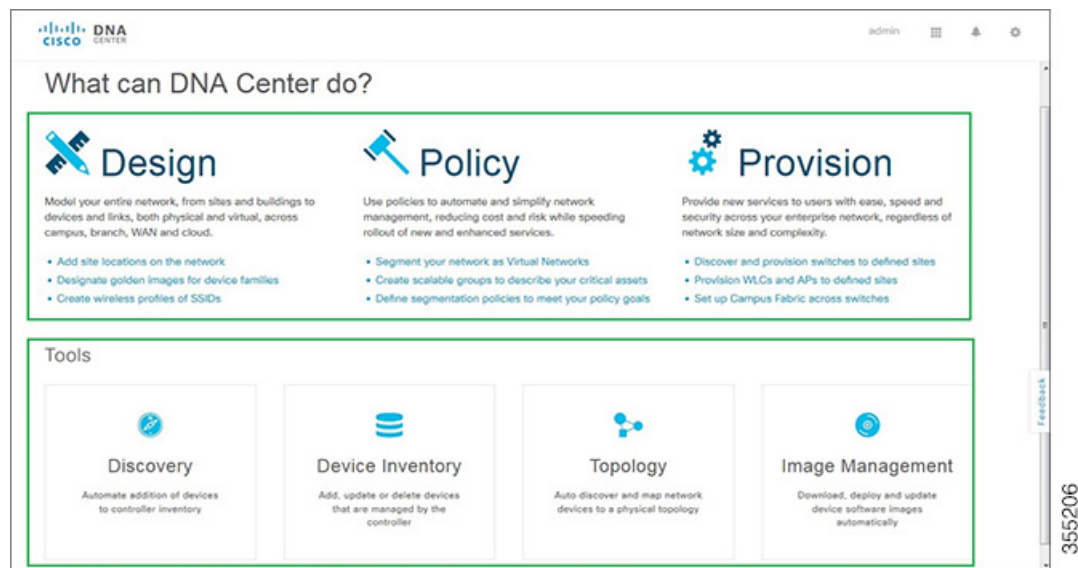 CISCO DNA
CENTER
admin
What can DNA Center do?
Design
Model your entire network, from sites and buildings to
devices and links, both physical and virtual, across
campus, branch, WAN and cloud.
• Add site locations on the network
• Designate golden images for device families
• Create wireless profiles of SSIDs
Policy
Use policies to automate and simplify network
management, reducing cost and risk while speeding
rollout of new and enhanced services.
• Segment your network as Virtual Networks
• Create scalable groups to describe your critical assets
• Define segmentation policies to meet your policy goals
Provision
Provide new services to users with ease, speed and
security across your enterprise network, regardless of
network size and complexity.
• Discover and provision switches to defined sites
• Provision WLCs and APs to defined sites
• Set up Campus Fabric across switches
Tools
Discovery
Automate addition of devices
to controller inventory
Device Inventory
Add, update or delete devices
that are managed by the
controller
Topology
Auto discover and map network
devices to a physical topology
Image Management
Download, deploy and update
device software images
automatically
Feedback
355206